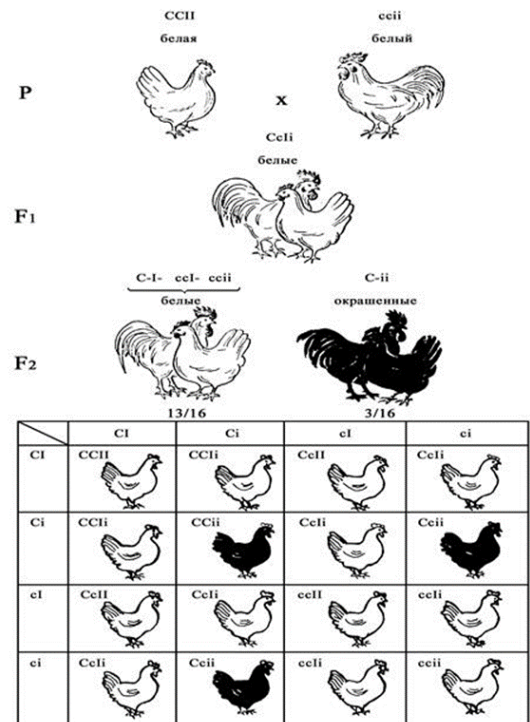 CCII ccii
белая белый
P x
CcIi
белые
F1
C-I- ccI- ccii C-ii
белые окрашенные
F2
13/16 3/16
CI Ci cI ci
CI CCII CCIi CcII CcIi
Ci CCIi CCii CcIi Ccii
cI CcII CcIi ccII ccIi
ci CcIi Ccii ccIi ccii